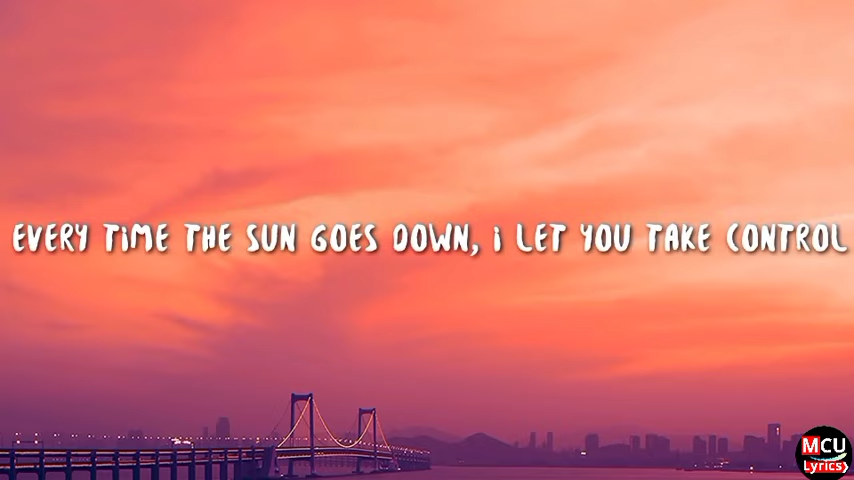 EVERY TIME THE SUN GOES DOWN, i LET YOU TAKE CONTROL
MCU
Lyrics